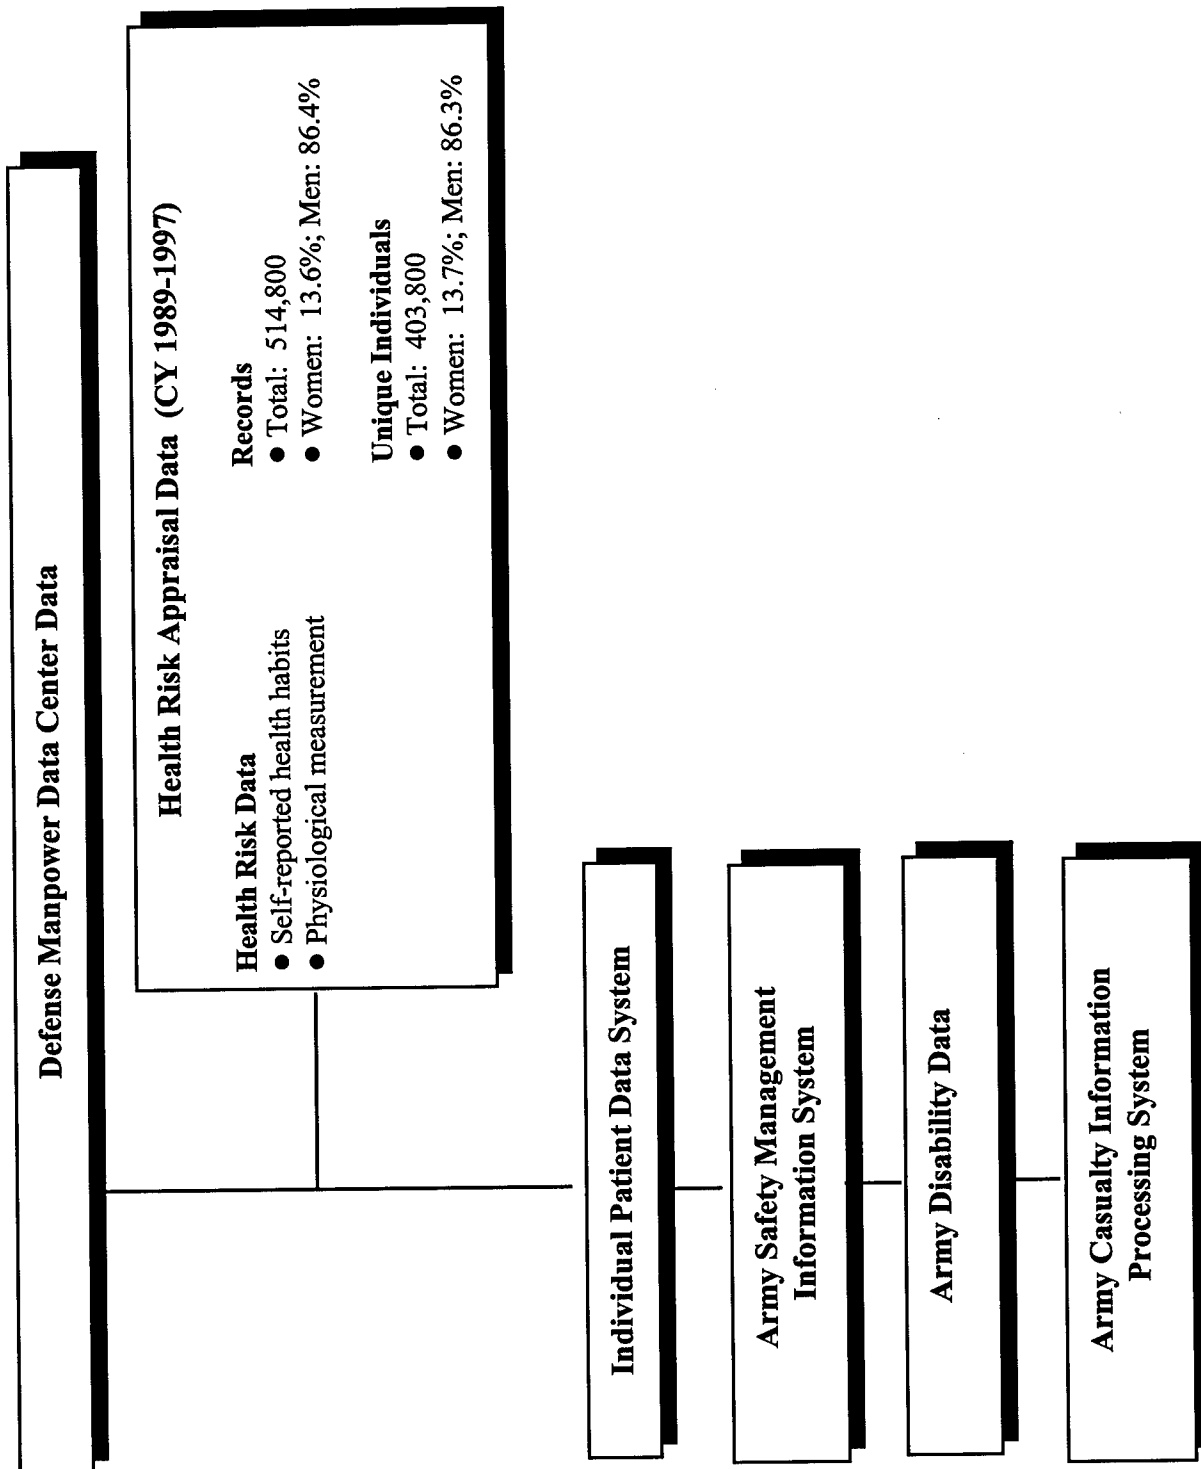 Defense Manpower Data Center Data
Health Risk Appraisal Data (CY 1989-1997)
Health Risk Data
● Self-reported health habits
● Physiological measurement
Records
● Total: 514,800
● Women: 13.6%; Men: 86.4%
Unique Individuals
● Total: 403,800
● Women: 13.7%; Men: 86.3%
Individual Patient Data System
Army Safety Management
Information System
Army Disability Data
Army Casualty Information
Processing System